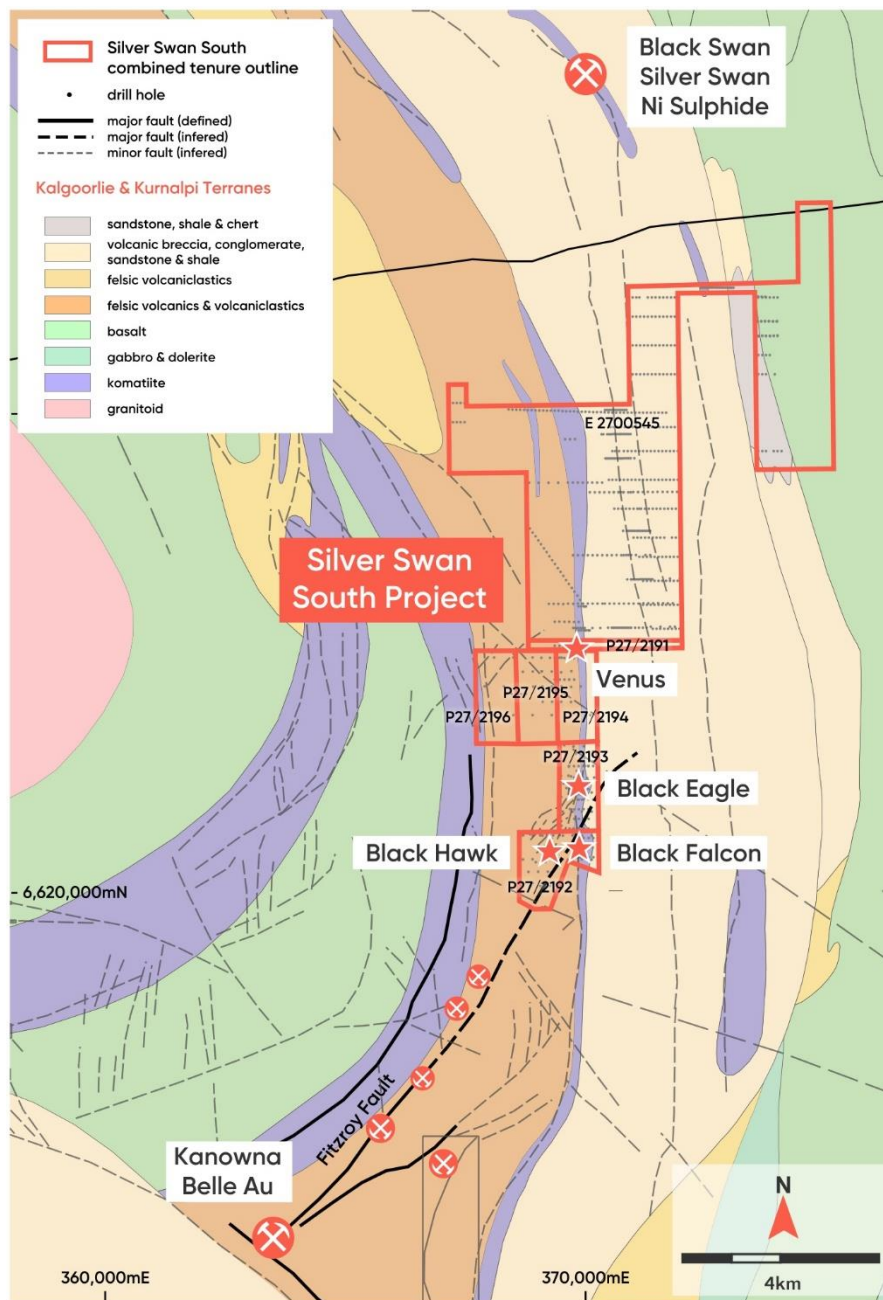 Silver Swan South
combined tenure outline
drill hole
major fault (defined)
major fault (infered)
minor fault (infered)
Kalgoorlie & Kurnalpi Terranes
sandstone, shale & chert
volcanic breccia, conglomerate,
sandstone & shale
felsic volcaniclastics
felsic volcanics & volcaniclastics
basalt
gabbro & dolerite
komatiite
granitoid
Black Swan
Silver Swan
Ni Sulphide
E 2700545
Silver Swan
South Project
P27/2191
Venus
P27/2195
P27/2196
P27/2194
P27/2193
Black Eagle
Black Hawk
Black Falcon
P27/2192
6,620,000mN
Fitzroy Fault
Kanowna
Belle Au
N
4km
360,000mE
370,000mE